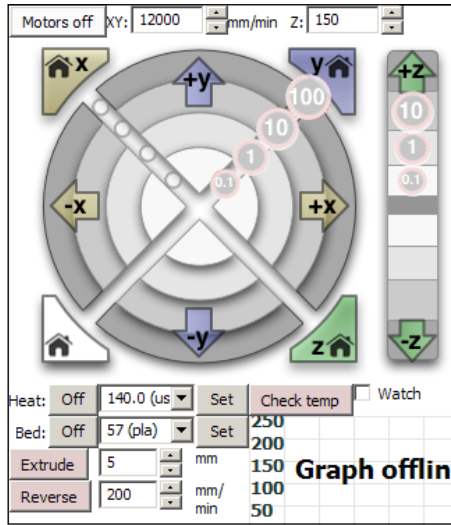 Motors off XY: 12000 mm/min Z: 150
x +y y +z
100 10
10 1
1 0.1
0.1
-x +x
-y z -z
Heat: Off 140.0 (us Set Check temp Watch
Bed: Off 57 (pla) Set 250
200
Extrude 5 mm 150 Graph offlin
Reverse 200 mm/ 100
min 50